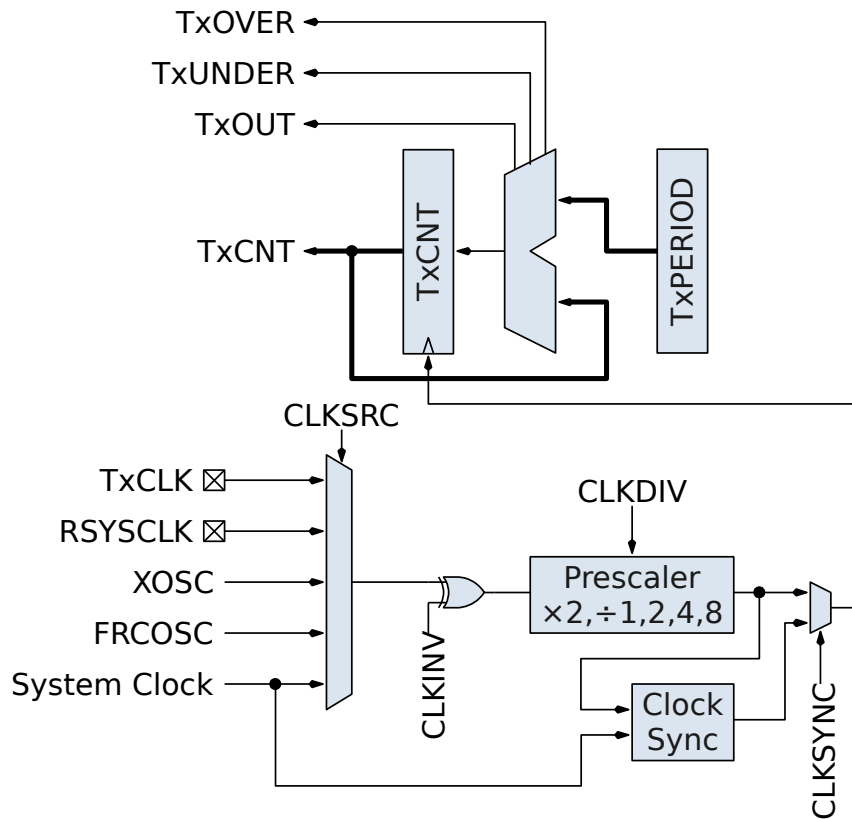 TxOVER
TxUNDER
TxOUT
TxCNT
TxCNT
TxPERIOD
CLKSRC
TxCLK
RSYSCLK
XOSC
FRCOSC
System Clock
CLKINV
CLKDIV
Prescaler
×2,÷1,2,4,8
Clock
Sync
CLKSYNC